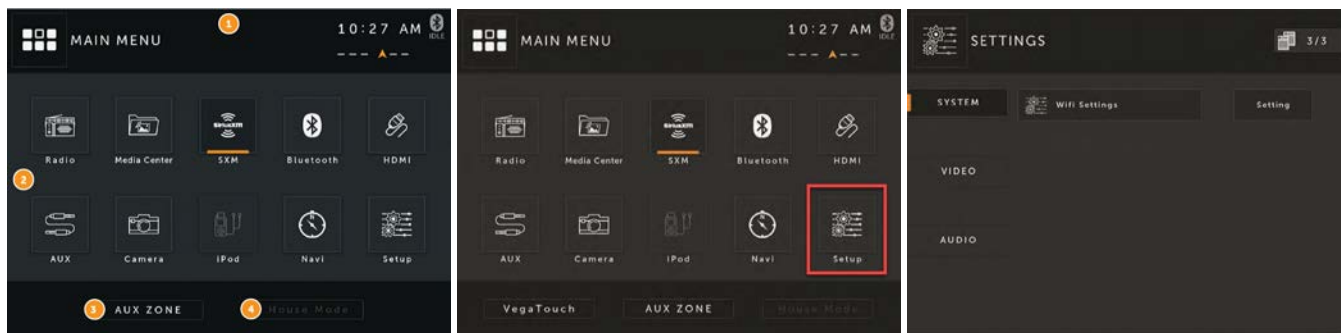 MAIN MENU
1
10:27 AM
IDLE
Radio
Media Center
SXM
Bluetooth
HDMI
2
AUX
Camera
iPod
Navi
Setup
3 AUX ZONE
4 House Mode
MAIN MENU
10:27 AM
IDLE
Radio
Media Center
SXM
Bluetooth
HDMI
AUX
Camera
iPod
Navi
Setup
VegaTouch
AUX ZONE
House Mode
SETTINGS
3/3
SYSTEM
Wifi Settings
Setting
VIDEO
AUDIO